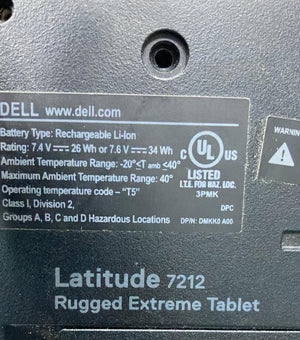 DELL www.dell.com
Battery Type: Rechargeable Li-Ion
Rating: 7.4 V ⎓ 26 Wh or 7.6 V ⎓ 34 Wh
Ambient Temperature Range: -20°<T amb ≤40°
Maximum Ambient Temperature Range: 40°
Operating temperature code – "T5"
Class I, Division 2,
Groups A, B, C and D Hazardous Locations
C UL US
LISTED
I.T.E. FOR HAZ. LOC.
3PMK
DPC
DP/N: DMKK0 A00
WARNING
Latitude 7212
Rugged Extreme Tablet